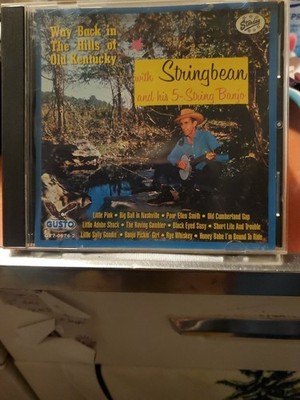 Way Back in
The Hills of
Old Kentucky
Starday
with Stringbean
and his 5-String Banjo
GUSTO
Little Pink • Big Ball In Nashville • Poor Ellen Smith • Old Cumberland Gap
Little Adobe Shack • The Roving Gambler • Black Eyed Suzy • Short Life And Trouble
Little Sally Goodin' • Banjo Pickin' Girl • Rye Whiskey • Honey Babe I'm Bound To Ride